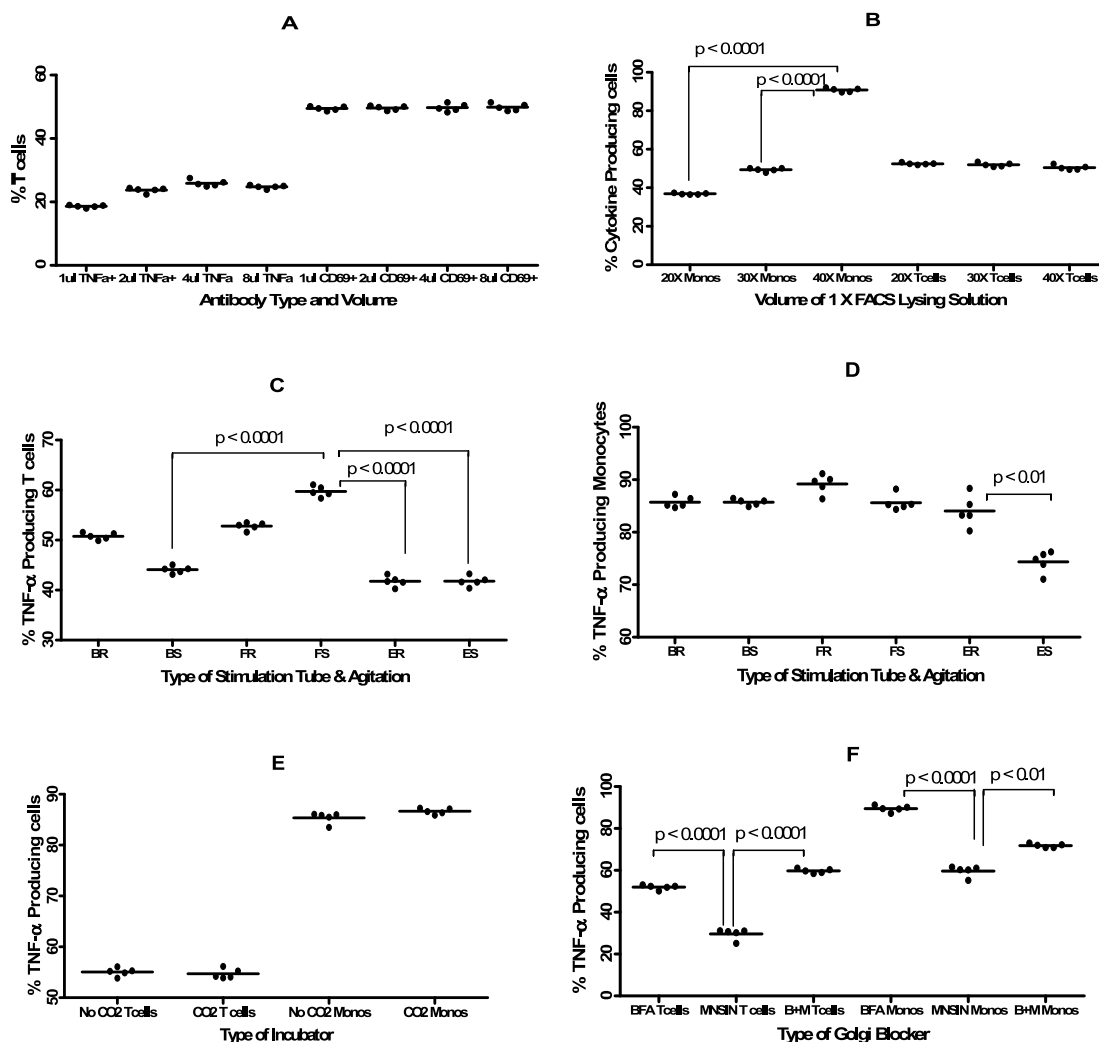 A
% T cells
60
40
20
0
1ul TNFa+ 2ul TNFa+ 4ul TNFa 8ul TNFa 1ul CD69+ 2ul CD69+ 4ul CD69+ 8ul CD69+
Antibody Type and Volume
B
% Cytokine Producing cells
p < 0.0001
p < 0.0001
100
80
60
40
20
0
20X Monos 30X Monos 40X Monos 20X Tcells 30X Tcells 40X Tcells
Volume of 1 X FACS Lysing Solution
C
% TNF-α Producing T cells
p < 0.0001
p < 0.0001
p < 0.0001
70
60
50
40
30
BR BS FR FS ER ES
Type of Stimulation Tube & Agitation
D
% TNF-α Producing Monocytes
p < 0.01
100
90
80
70
60
BR BS FR FS ER ES
Type of Stimulation Tube & Agitation
E
% TNF-α Producing cells
90
80
70
60
50
No CO2 Tcells CO2 T cells No CO2 Monos CO2 Monos
Type of Incubator
F
% TNF-α Producing cells
p < 0.0001 p < 0.01
p < 0.0001 p < 0.0001
100
80
60
40
20
0
BFA Tcells MNSIN T cells B+M Tcells BFA Monos MNSIN Monos B+M Monos
Type of Golgi Blocker